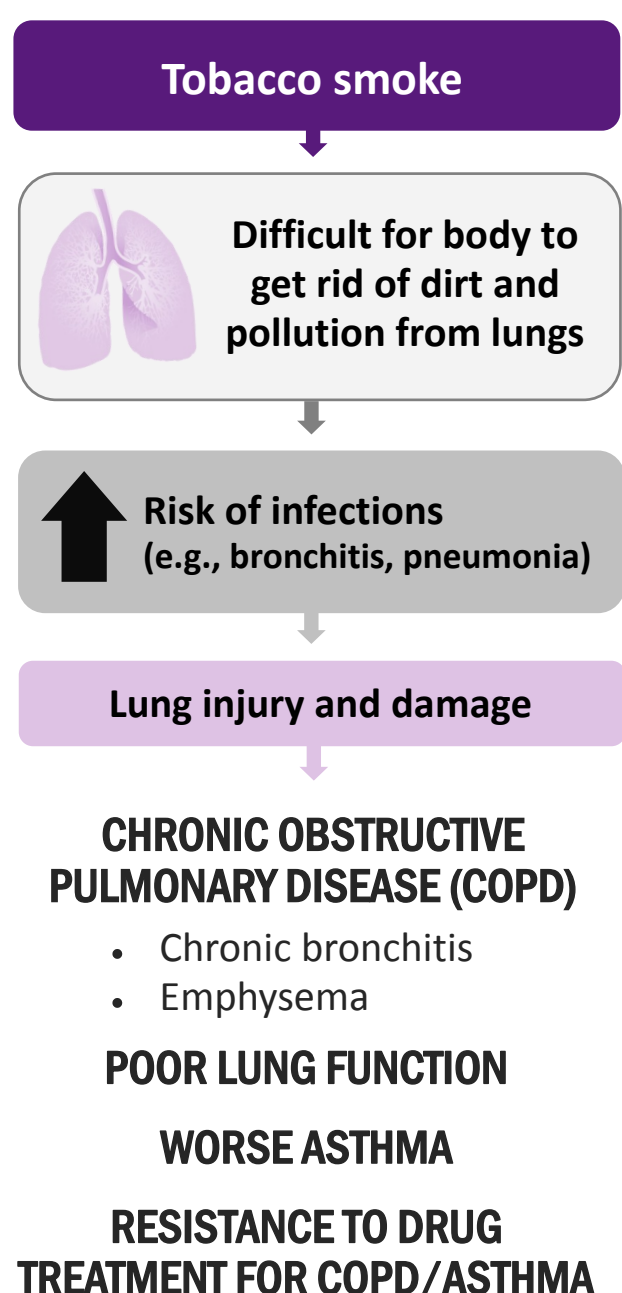 Tobacco smoke
Difficult for body to
get rid of dirt and
pollution from lungs
Risk of infections
(e.g., bronchitis, pneumonia)
Lung injury and damage
CHRONIC OBSTRUCTIVE
PULMONARY DISEASE (COPD)
• Chronic bronchitis
• Emphysema
POOR LUNG FUNCTION
WORSE ASTHMA
RESISTANCE TO DRUG
TREATMENT FOR COPD/ASTHMA